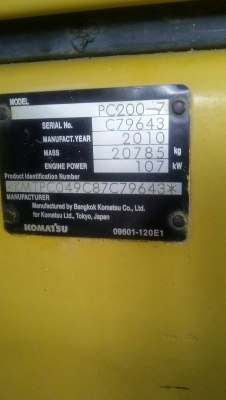 MODEL PC200-7
SERIAL No. C79643
MANUFACT.YEAR 2010
MASS 20785 kg
ENGINE POWER 107 kW
Product Identification Number
*KMTPC049C87C79643*
MANUFACTURER
Manufactured by Bangkok Komatsu Co., Ltd.
for Komatsu Ltd., Tokyo, Japan
KOMATSU 09601-120E1